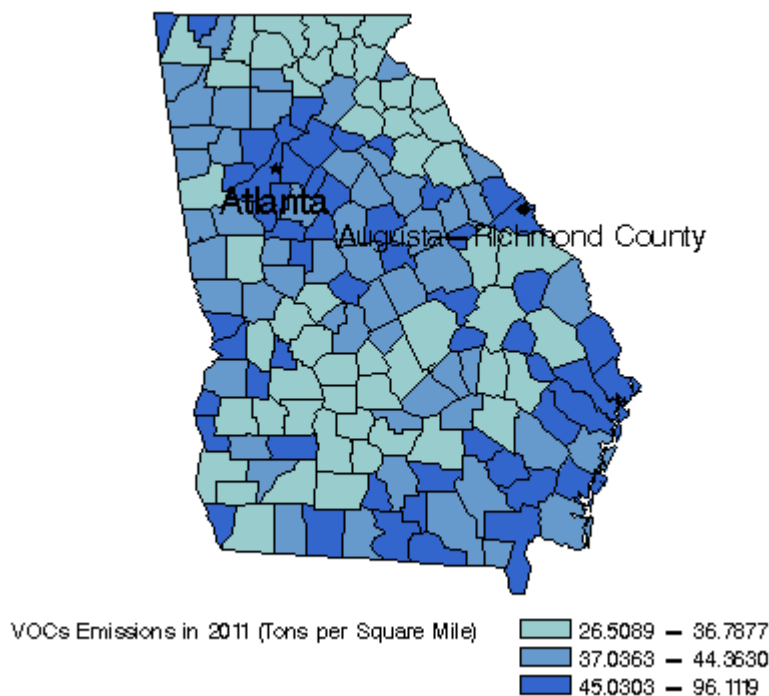 Atlanta
Augusta-Richmond County
VOCs Emissions in 2011 (Tons per Square Mile)
26.5089 – 36.7877
37.0363 – 44.3630
45.0303 – 96.1119